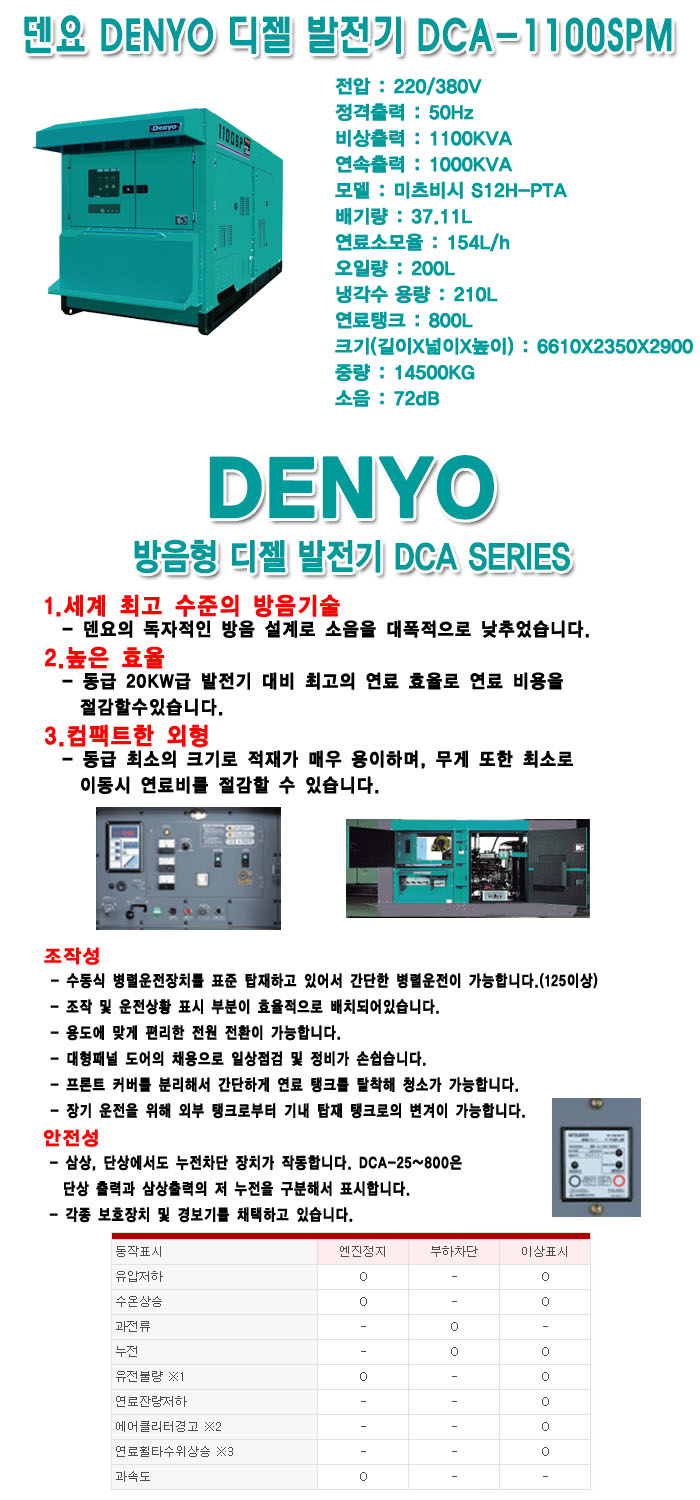 덴요 DENYO 디젤 발전기 DCA-1100SPM
Denyo
1100SP
전압 : 220/380V
정격출력 : 50Hz
비상출력 : 1100KVA
연속출력 : 1000KVA
모델 : 미츠비시 S12H-PTA
배기량 : 37.11L
연료소모율 : 154L/h
오일량 : 200L
냉각수 용량 : 210L
연료탱크 : 800L
크기(길이X넓이X높이) : 6610X2350X2900
중량 : 14500KG
소음 : 72dB
DENYO
방음형 디젤 발전기 DCA SERIES
1.세계 최고 수준의 방음기술
- 덴요의 독자적인 방음 설계로 소음을 대폭적으로 낮추었습니다.
2.높은 효율
- 동급 20KW급 발전기 대비 최고의 연료 효율로 연료 비용을
절감할수있습니다.
3.컴팩트한 외형
- 동급 최소의 크기로 적재가 매우 용이하며, 무게 또한 최소로
이동시 연료비를 절감할 수 있습니다.
조작성
- 수동식 병렬운전장치를 표준 탑재하고 있어서 간단한 병렬운전이 가능합니다.(125이상)
- 조작 및 운전상황 표시 부분이 효율적으로 배치되어있습니다.
- 용도에 맞게 편리한 전원 전환이 가능합니다.
- 대형패널 도어의 채용으로 일상점검 및 정비가 손쉽습니다.
- 프론트 커버를 분리해서 간단하게 연료 탱크를 탈착해 청소가 가능합니다.
- 장기 운전을 위해 외부 탱크로부터 기내 탑재 탱크로의 변겨이 가능합니다.
안전성
- 삼상, 단상에서도 누전차단 장치가 작동합니다. DCA-25~800은
단상 출력과 삼상출력의 저 누전을 구분해서 표시합니다.
- 각종 보호장치 및 경보기를 채택하고 있습니다.
동작표시 엔진정지 부하차단 이상표시
유압저하 O - O
수온상승 O - O
과전류 - O -
누전 - O O
유전불량 ※1 O - O
연료잔량저하 - - O
에어클리터경고 ※2 - - O
연료휠타수위상승 ※3 - - O
과속도 O - -